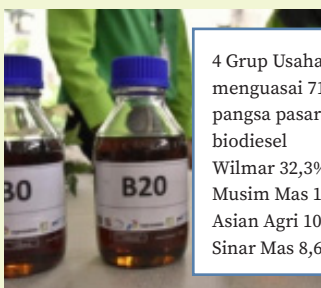 4 Grup Usaha
menguasai 71
pangsa pasar
biodiesel
Wilmar 32,3%
Musim Mas 1
Asian Agri 10
Sinar Mas 8,6
30
B20